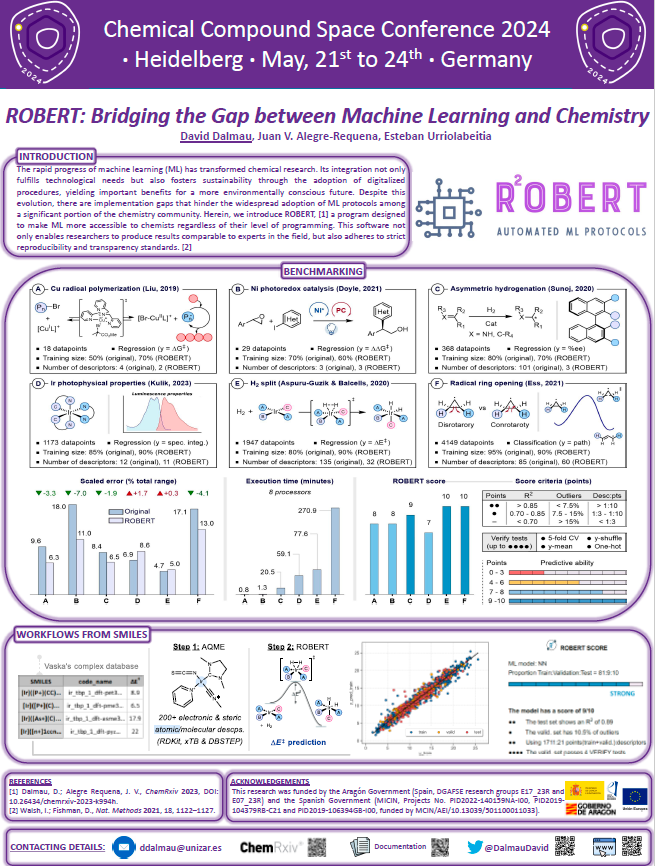 Chemical Compound Space Conference 2024
· Heidelberg · May, 21st to 24th · Germany
2024
2024
ROBERT: Bridging the Gap between Machine Learning and Chemistry
David Dalmau, Juan V. Alegre-Requena, Esteban Urriolabeitia
INTRODUCTION
The rapid progress of machine learning (ML) has transformed chemical research. Its integration not only
fulfills technological needs but also fosters sustainability through the adoption of digitalized
procedures, yielding important benefits for a more environmentally conscious future. Despite this
evolution, there are implementation gaps that hinder the widespread adoption of ML protocols among
a significant portion of the chemistry community. Herein, we introduce ROBERT, [1] a program designed
to make ML more accessible to chemists regardless of their level of programming. This software not
only enables researchers to produce results comparable to experts in the field, but also adheres to strict
reproducibility and transparency standards. [2]
R2OBERT
AUTOMATED ML PROTOCOLS
BENCHMARKING
A Cu radical polymerization (Liu, 2019)
18 datapoints
Regression (y = ΔG‡)
Training size: 50% (original), 70% (ROBERT)
Number of descriptors: 4 (original), 2 (ROBERT)
B Ni photoredox catalysis (Doyle, 2021)
Ar
Het
Ni*
PC
Het
OH
Ar
29 datapoints
Regression (y = ΔΔG‡)
Training size: 70% (original), 60% (ROBERT)
Number of descriptors: 3 (original), 3 (ROBERT)
C Asymmetric hydrogenation (Sunoj, 2020)
H2
Cat
X = NH, C-R4
368 datapoints
Regression (y = %ee)
Training size: 80% (original), 70% (ROBERT)
Number of descriptors: 101 (original), 3 (ROBERT)
D Ir photophysical properties (Kulik, 2023)
Luminescence properties
1173 datapoints
Regression (y = spec. integ.)
Training size: 85% (original), 90% (ROBERT)
Number of descriptors: 12 (original), 11 (ROBERT)
E H2 split (Aspuru-Guzik & Balcells, 2020)
H2 +
1947 datapoints
Regression (y = ΔE‡)
Training size: 80% (original), 90% (ROBERT)
Number of descriptors: 135 (original), 32 (ROBERT)
F Radical ring opening (Ess, 2021)
vs
Disrotarory
Conrotaroty
4149 datapoints
Classification (y = path)
Training size: 95% (original), 90% (ROBERT)
Number of descriptors: 85 (original), 60 (ROBERT)
Scaled error (% total range)
▼-3.3 ▼-7.0 ▼-1.9 ▲+1.7 ▲+0.3 ▼-4.1
Original
ROBERT
9.6 6.3 18.0 11.9 8.4 6.5 6.9 8.6 4.7 5.0 17.1 13.0
A B C D E F
Execution time (minutes)
8 processors
0.8 1.3 20.5 59.1 77.6 270.9
A B C D E F
ROBERT score
8 8 9 7 10 10
A B C D E F
Score criteria (5 points)
Points R2 Outliers Desc:pts
●● > 0.85 < 7.5% > 1:10
● 0.70 - 0.85 7.5 - 15% 1:3 - 1:10
– < 0.70 > 15% < 1:3
Verify tests
(up to ●●●●)
● 5-fold CV ● y-shuffle
● y-mean ● One-hot
Points Predictive ability
0 - 3
4 - 6
7 - 8
9 -10
WORKFLOWS FROM SMILES
Vaska's complex database
SMILES code_name ΔE‡
8.9
6.5
17.9
22
Step 1: AQME
200+ electronic & steric
atomic/molecular descps.
(RDKit, xTB & DBSTEP)
Step 2: ROBERT
+ H2
ΔE‡ prediction
train valid test
ROBERT SCORE
ML model: NN
Proportion Train:Validation:Test = 81:9:10
STRONG
The model has a score of 9/10
●● The test set shows an R2 of 0.89
● The valid. set has 10.5% of outliers
●● Using 1711:21 points(train+valid.):descriptors
●●●● The valid. set passes 4 VERIFY tests
REFERENCES
[1] Dalmau, D.; Alegre Requena, J. V., ChemRxiv 2023, DOI:
10.26434/chemrxiv-2023-k994h.
[2] Walsh, I.; Fishman, D., Nat. Methods 2021, 18, 1122–1127.
ACKNOWLEDGEMENTS
This research was funded by the Aragon (Spain, DGAFSE research groups E17_23R and
E07_23R) and the Spanish Government (MICIN, Projects No. PID2022-140159NA-I00, PID2019-
104379RB-C21 and PID2019-106394GB-I00, funded by MCIN/AEI/10.13039/501100011033).
GOBIERNO
DE ARAGON
Unión Europea
CONTACTING DETAILS:
ddalmau@unizar.es
ChemRxiv
Documentation
@DalmauDavid
WWW